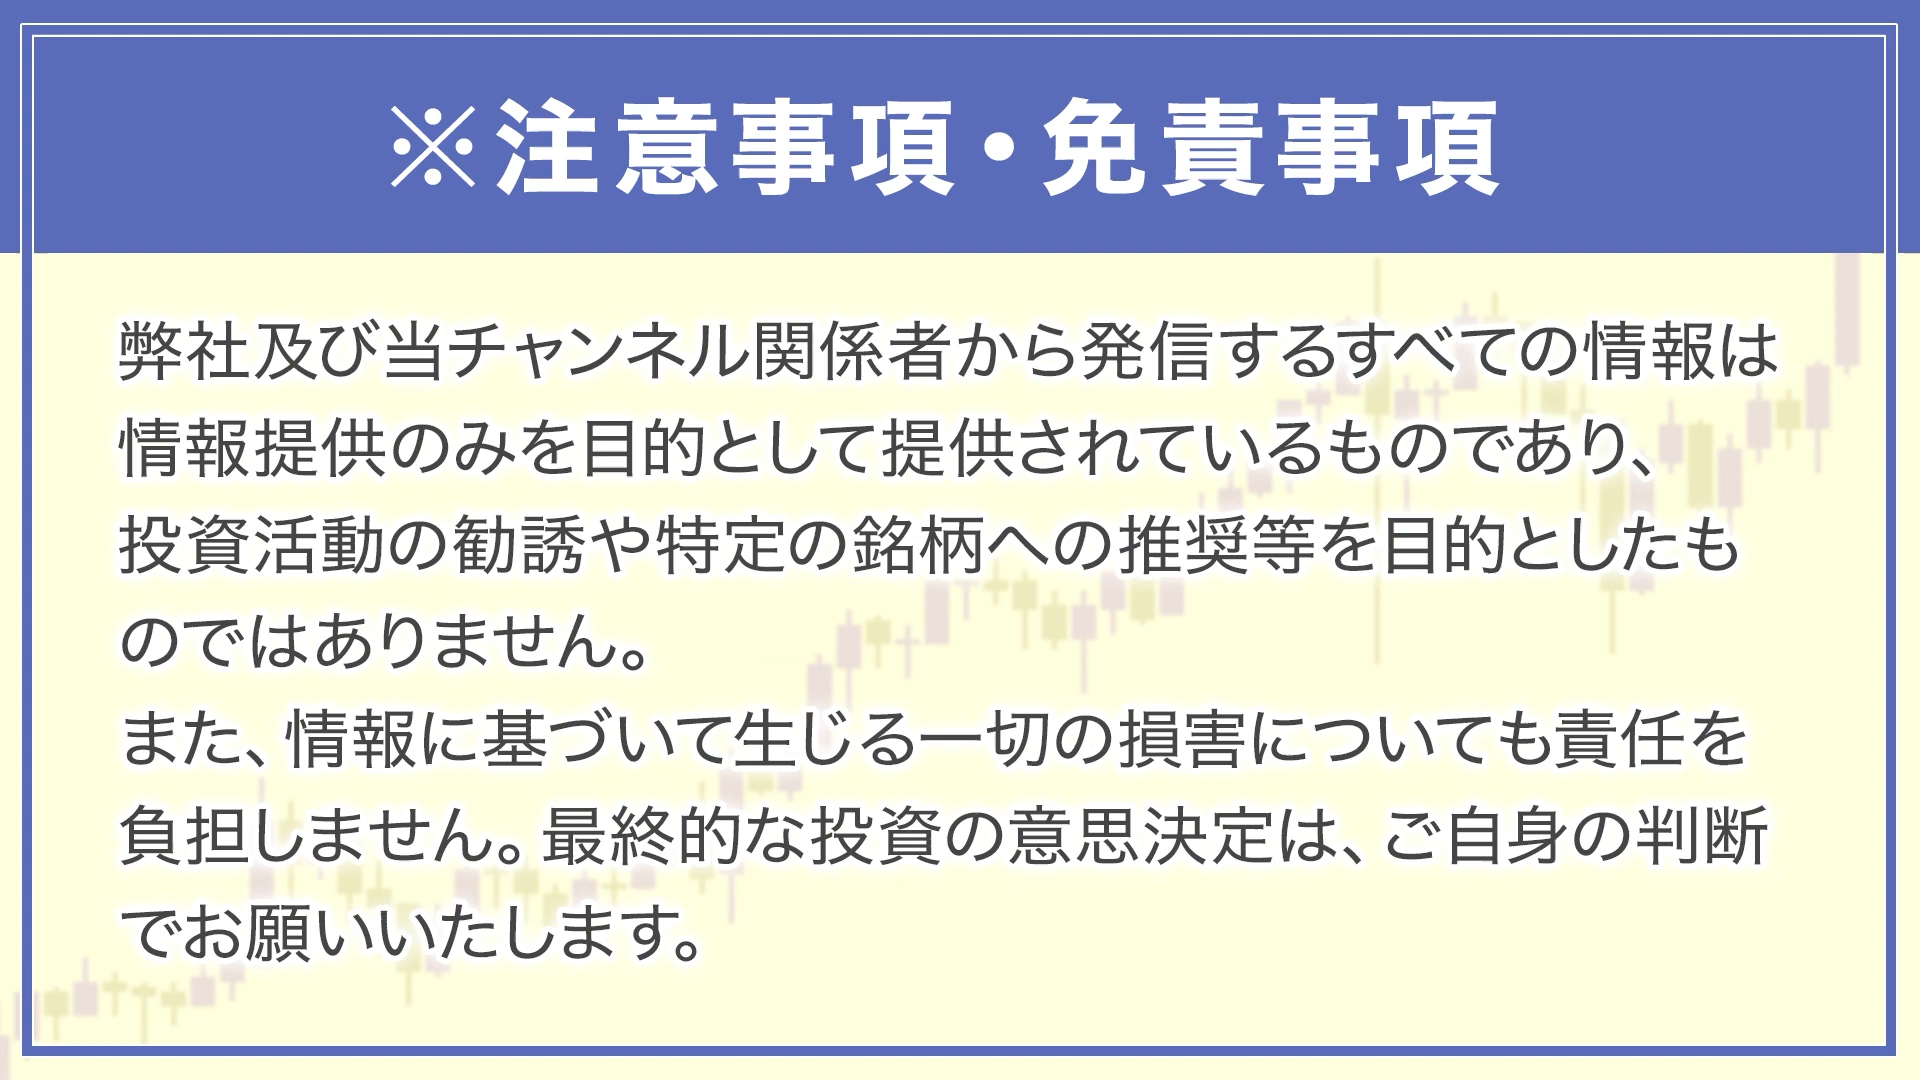 ※注意事項・免責事項
弊社及び当チャンネル関係者から発信するすべての情報は
情報提供のみを目的として提供されているものであり、
投資活動の勧誘や特定の銘柄への推奨等を目的としたも
のではありません。
また、情報に基づいて生じる一切の損害についても責任を
負担しません。最終的な投資の意思決定は、ご自身の判断
でお願いいたします。